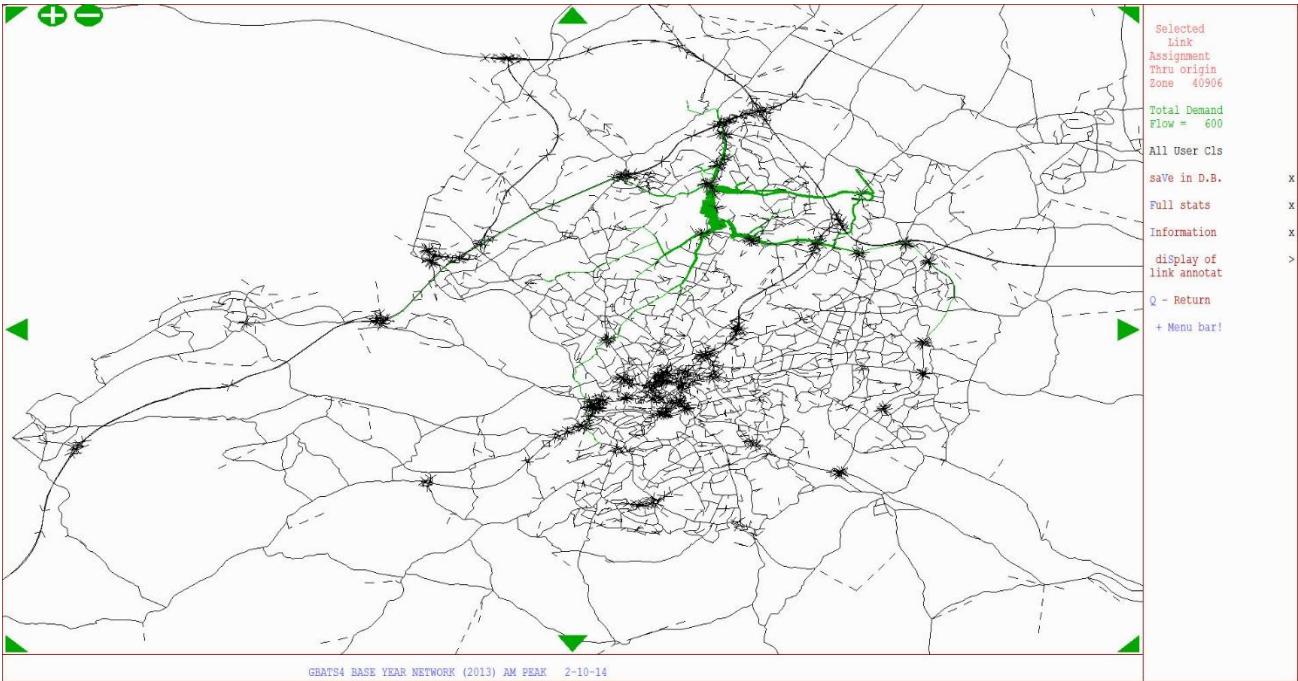 Selected
Link
Assignment
Thru origin
Zone 40906
Total Demand
Flow = 600
All User Cls
saVe in D.B. x
Full stats x
Information x
diSplay of >
link annotat
Q - Return
+ Menu bar!
GBATS4 BASE YEAR NETWORK (2013) AM PEAK 2-10-14